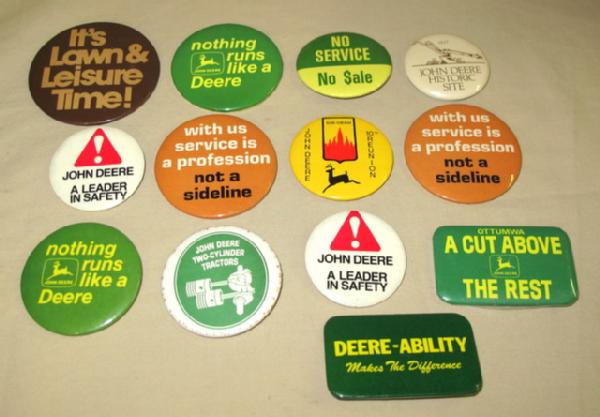 It's
Lawn &
Leisure
Time!
nothing
runs
like a
Deere
JOHN DEERE
NO
SERVICE
No $ale
1837
JOHN DEERE
HISTORIC
SITE
JOHN DEERE
A LEADER
IN SAFETY
with us
service is
a profession
not a
sideline
JOHN DEERE
REUNION
with us
service is
a profession
not a
sideline
nothing
runs
like a
Deere
JOHN DEERE
JOHN DEERE
TWO-CYLINDER
TRACTORS
JOHN DEERE
A LEADER
IN SAFETY
OTTUMWA
A CUT ABOVE
JOHN DEERE
THE REST
DEERE-ABILITY
Makes The Difference